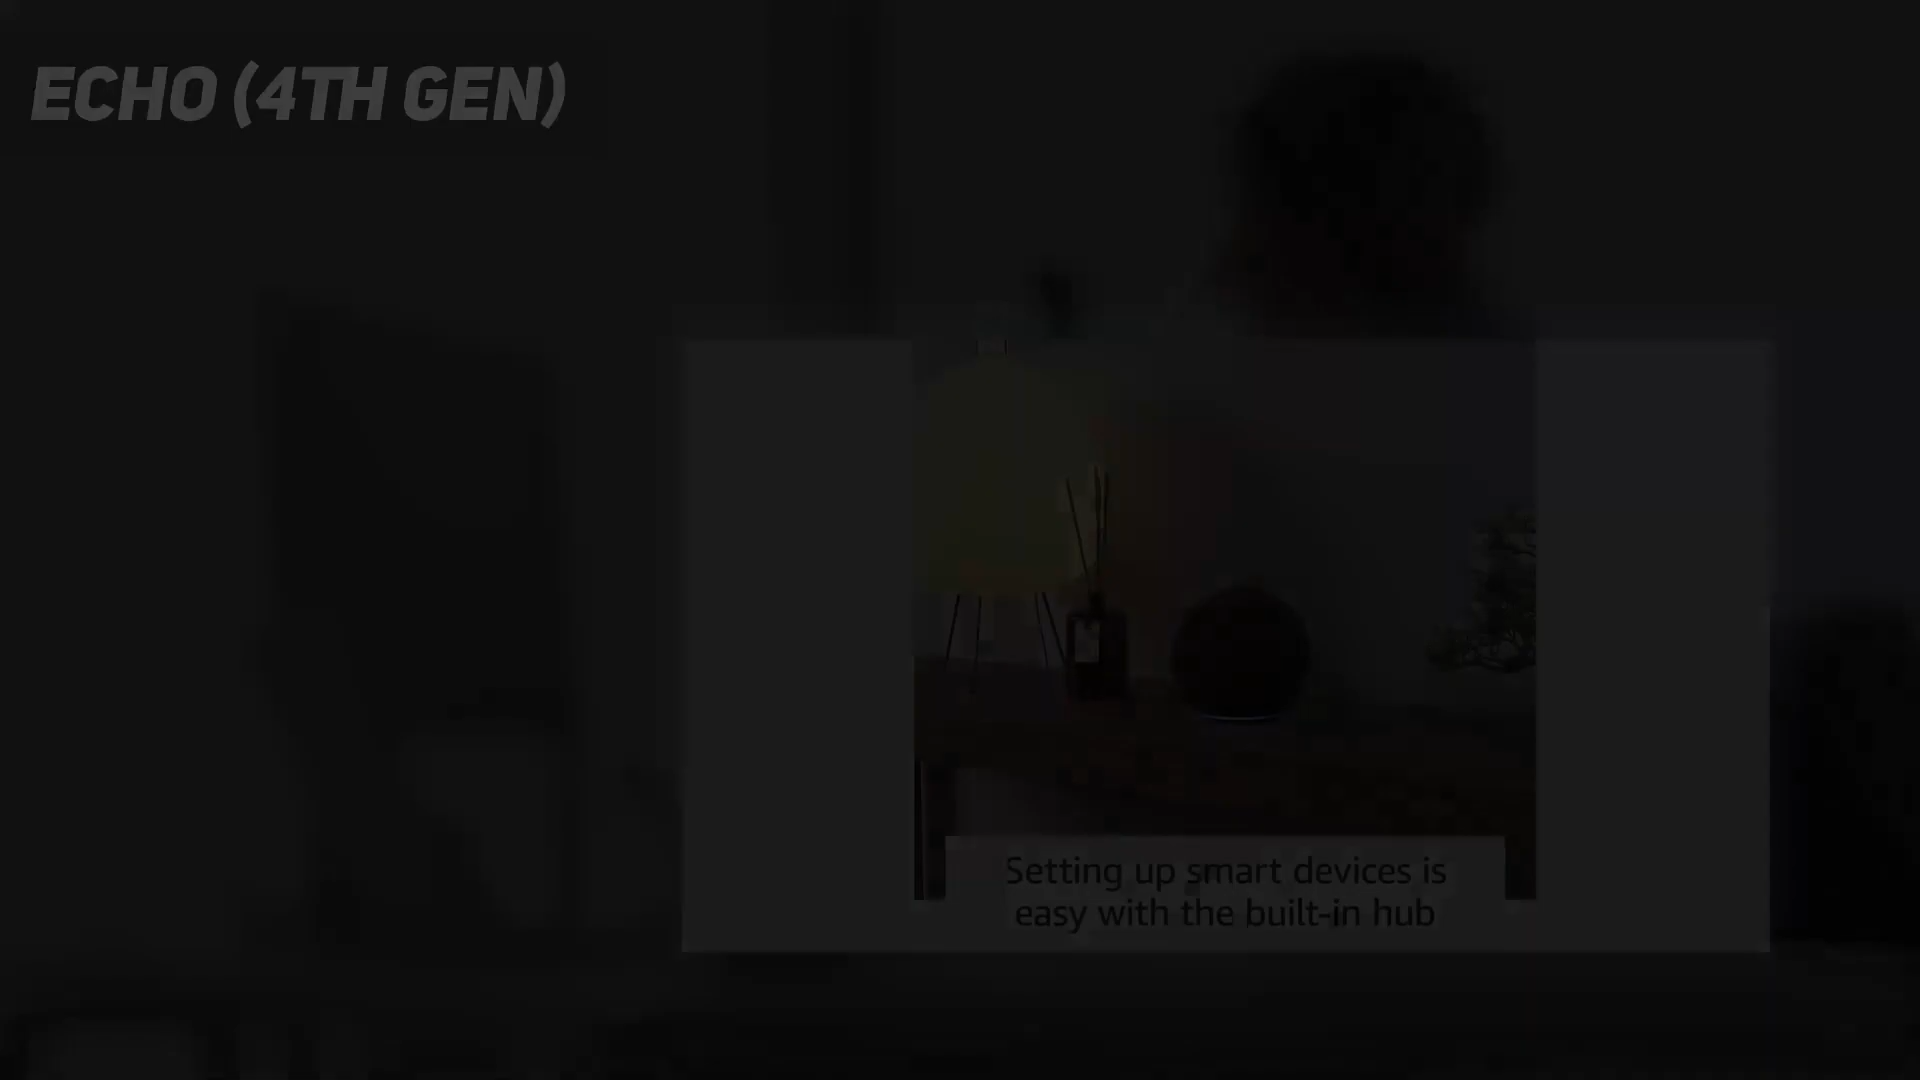 ECHO (4TH GEN)
Setting up smart devices is
easy with the built-in hub